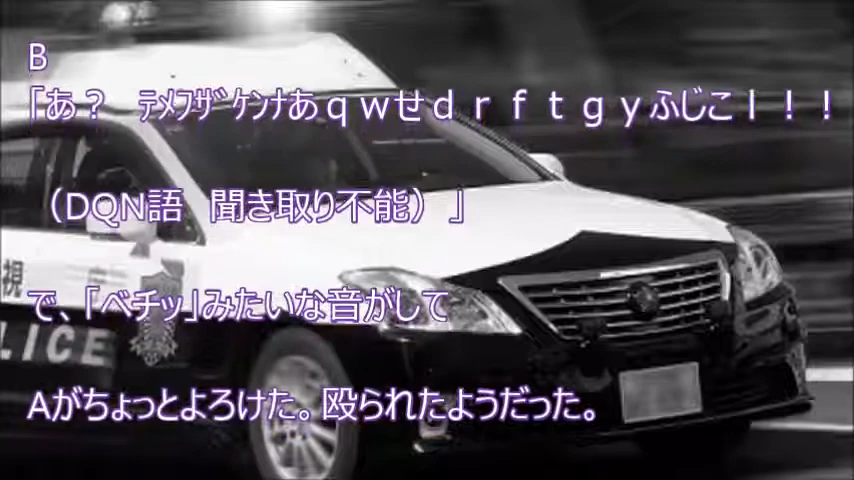 B
「あ？　ﾃﾒﾌｻﾞｹﾝﾅあｑｗせｄｒｆｔｇｙふじこｌ！！
（DQN語　聞き取り不能）」
で、「ベチッ」みたいな音がして
Aがちょっとよろけた。殴られたようだった。
視
LICE